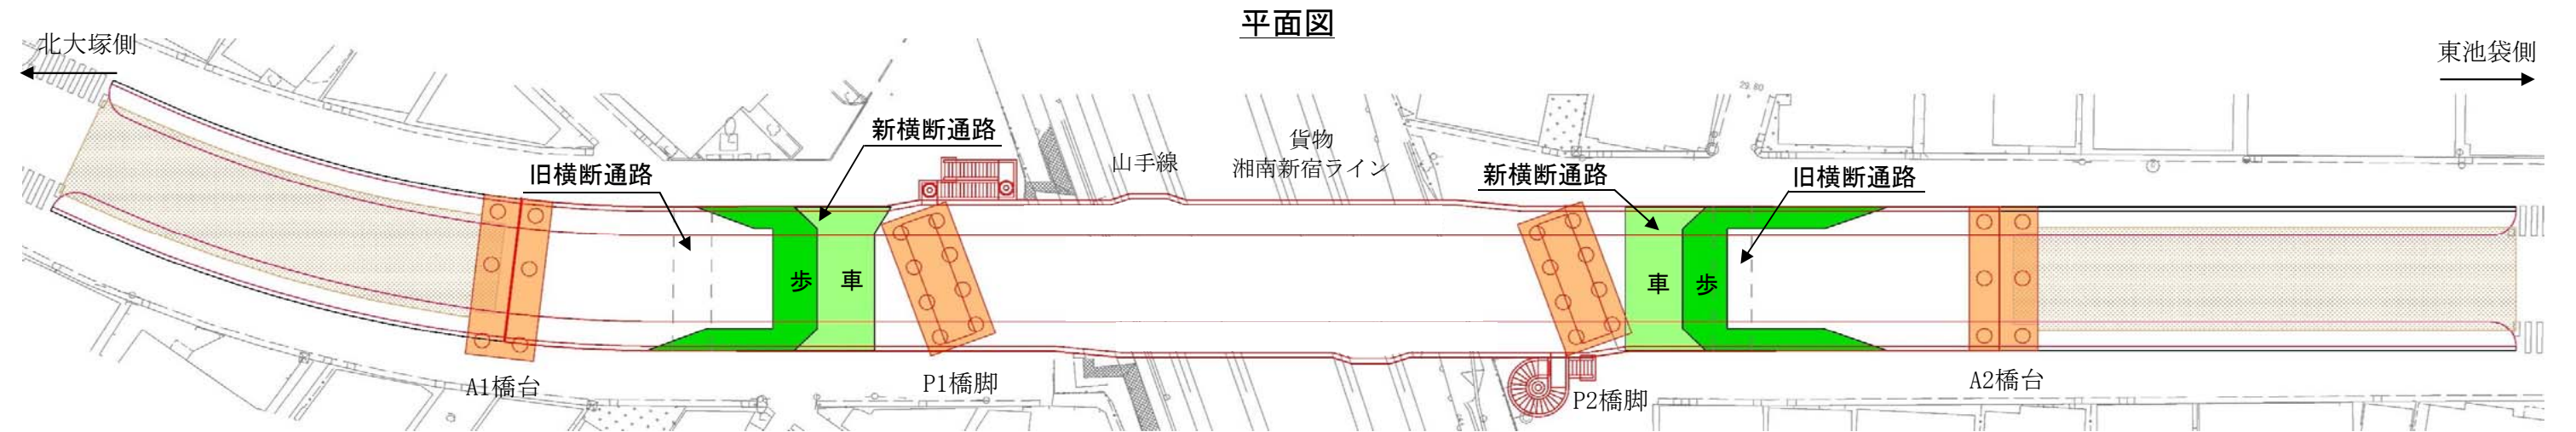 平面図
北大塚側
東池袋側
29.80
新横断通路
旧横断通路
山手線
貨物
湘南新宿ライン
新横断通路
旧横断通路
歩
車
車
歩
A1橋台
P1橋脚
P2橋脚
A2橋台